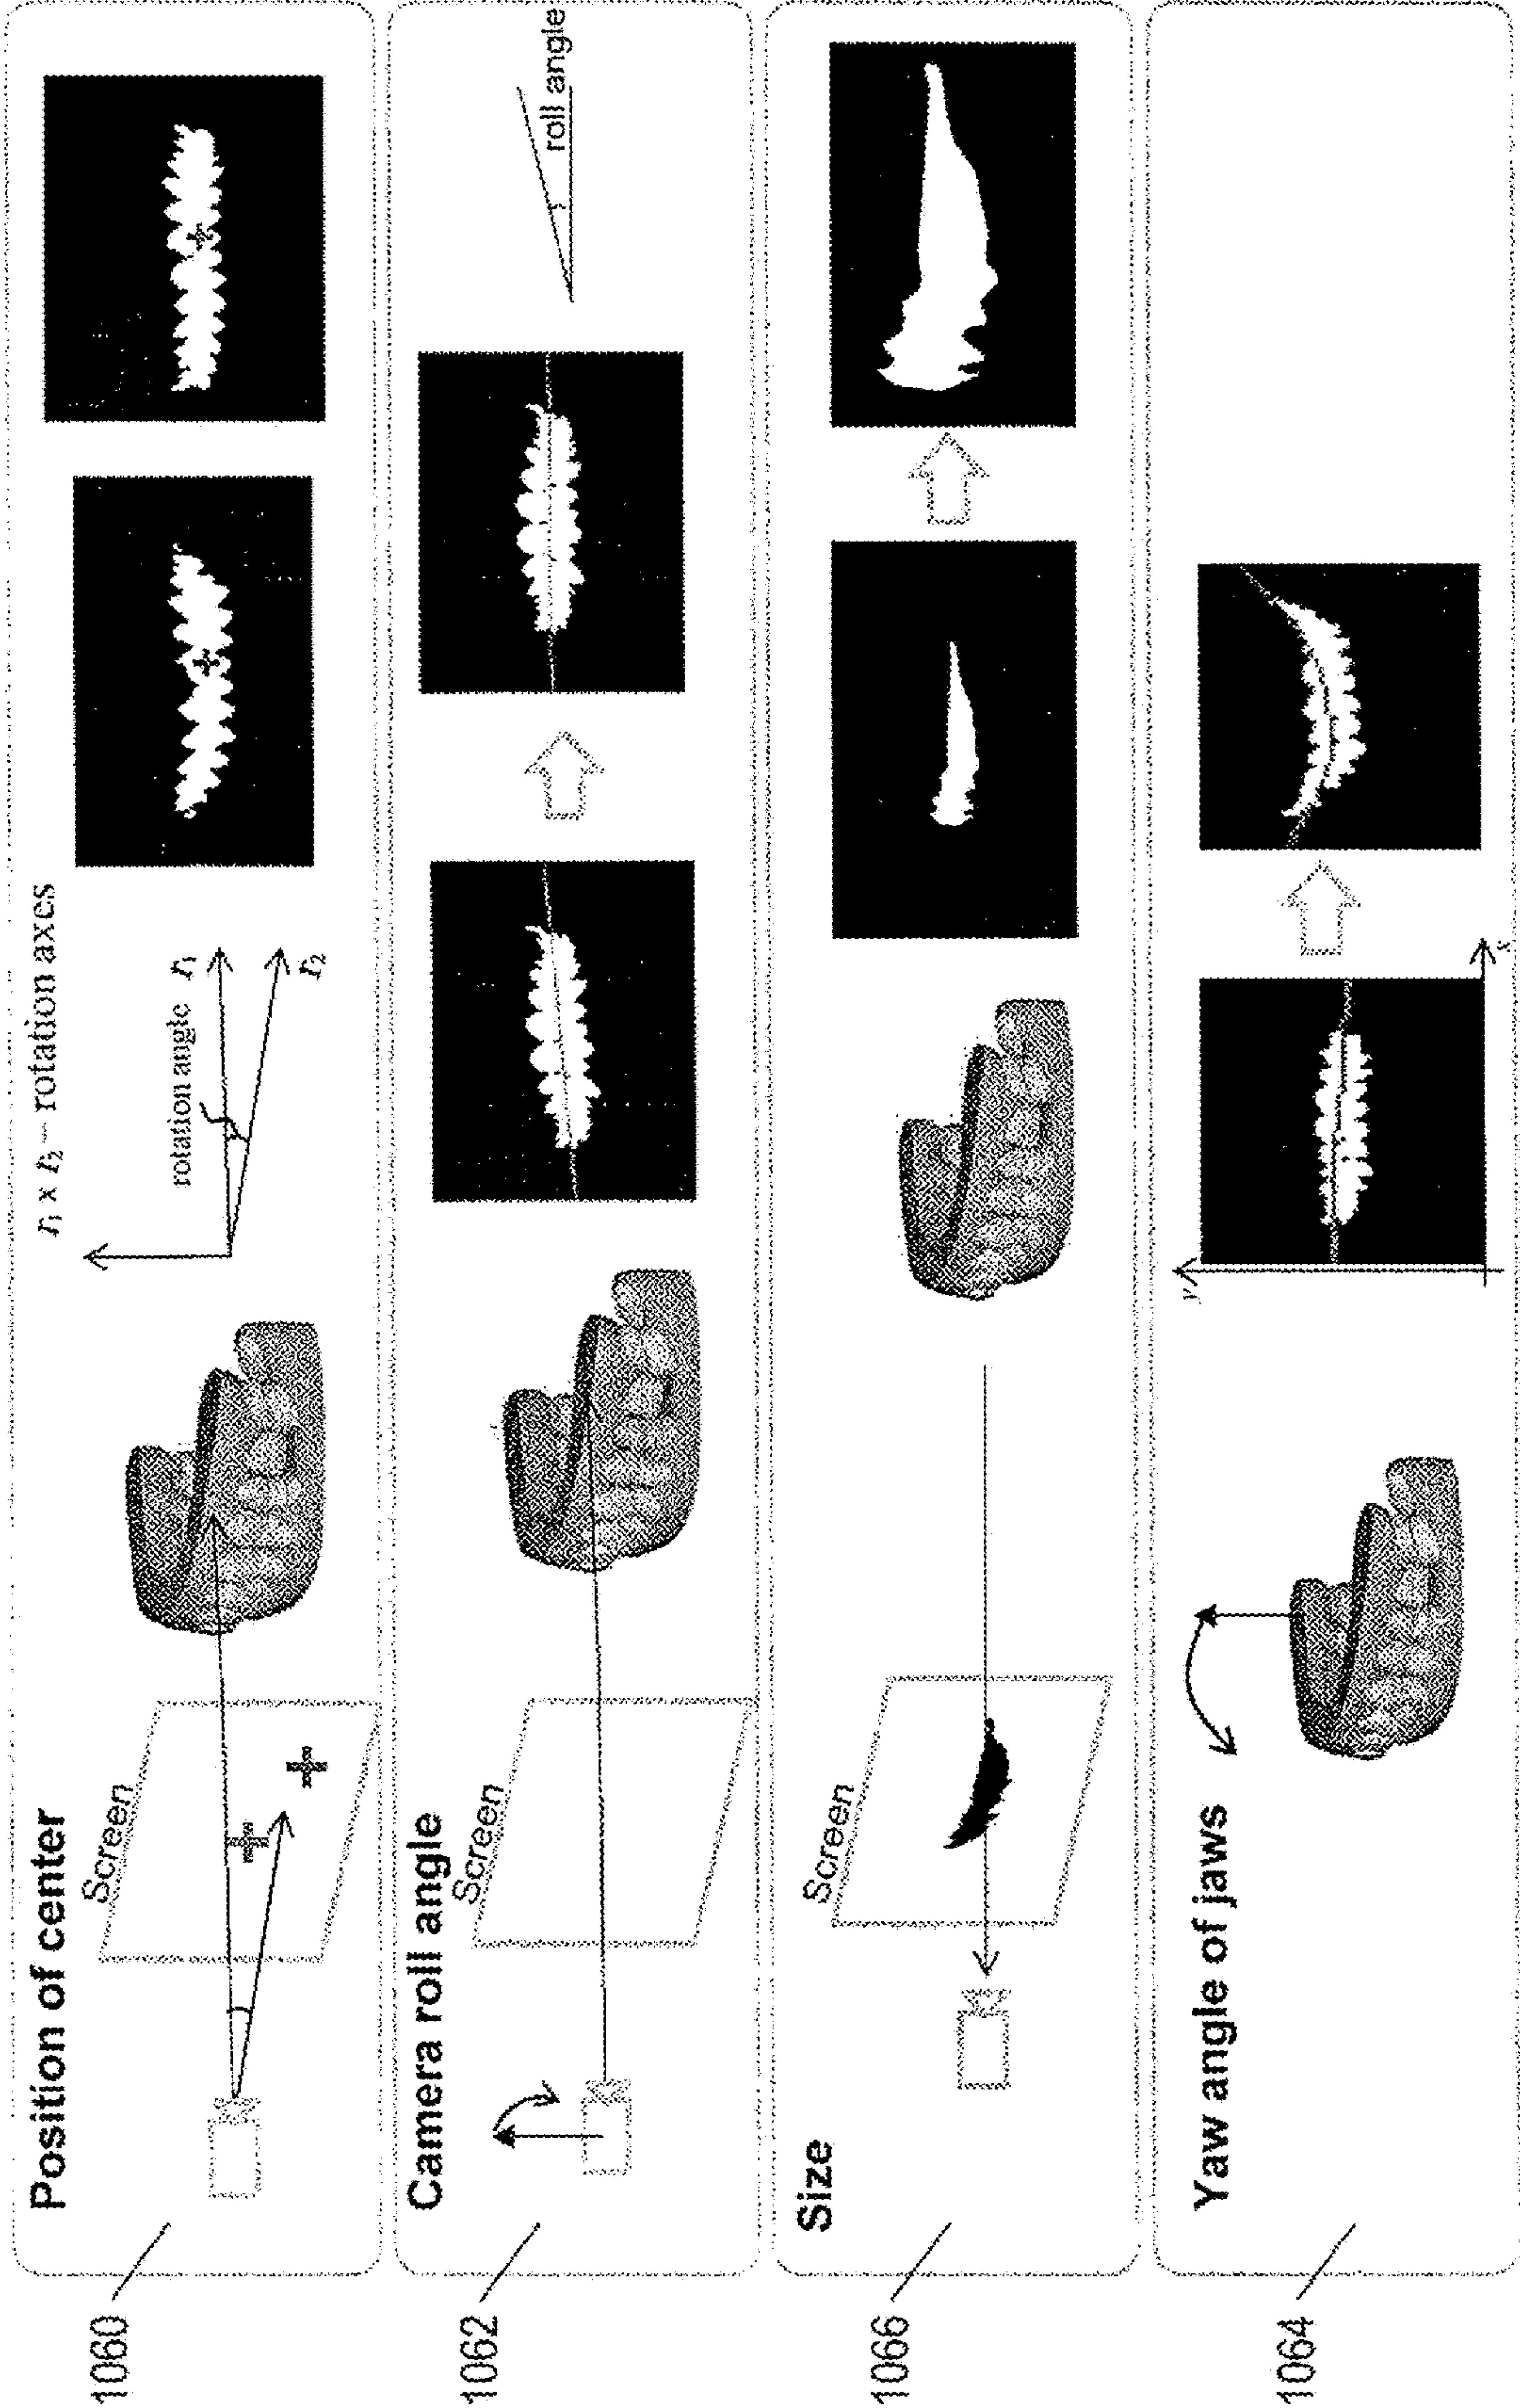 1060
Position of center
Screen
r₁ x r₂ – rotation axes
rotation angle
r₁
r₂
1062
Camera roll angle
Screen
roll angle
1066
Size
Screen
1064
Yaw angle of jaws
y
x